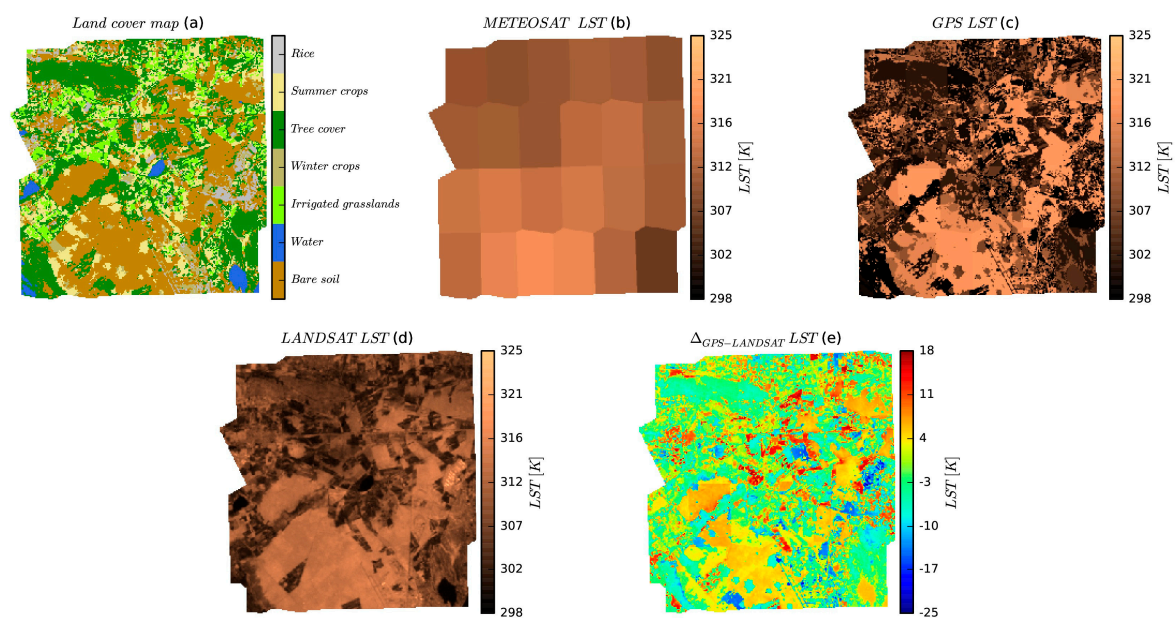 Land cover map (a)
Rice
Summer crops
Tree cover
Winter crops
Irrigated grasslands
Water
Bare soil
METEOSAT LST (b)
325
321
316
312
307
302
298
LST [K]
GPS LST (c)
325
321
316
312
307
302
298
LST [K]
LANDSAT LST (d)
325
321
316
312
307
302
298
LST [K]
Δ_GPS−LANDSAT LST (e)
18
11
4
-3
-10
-17
-25
LST [K]